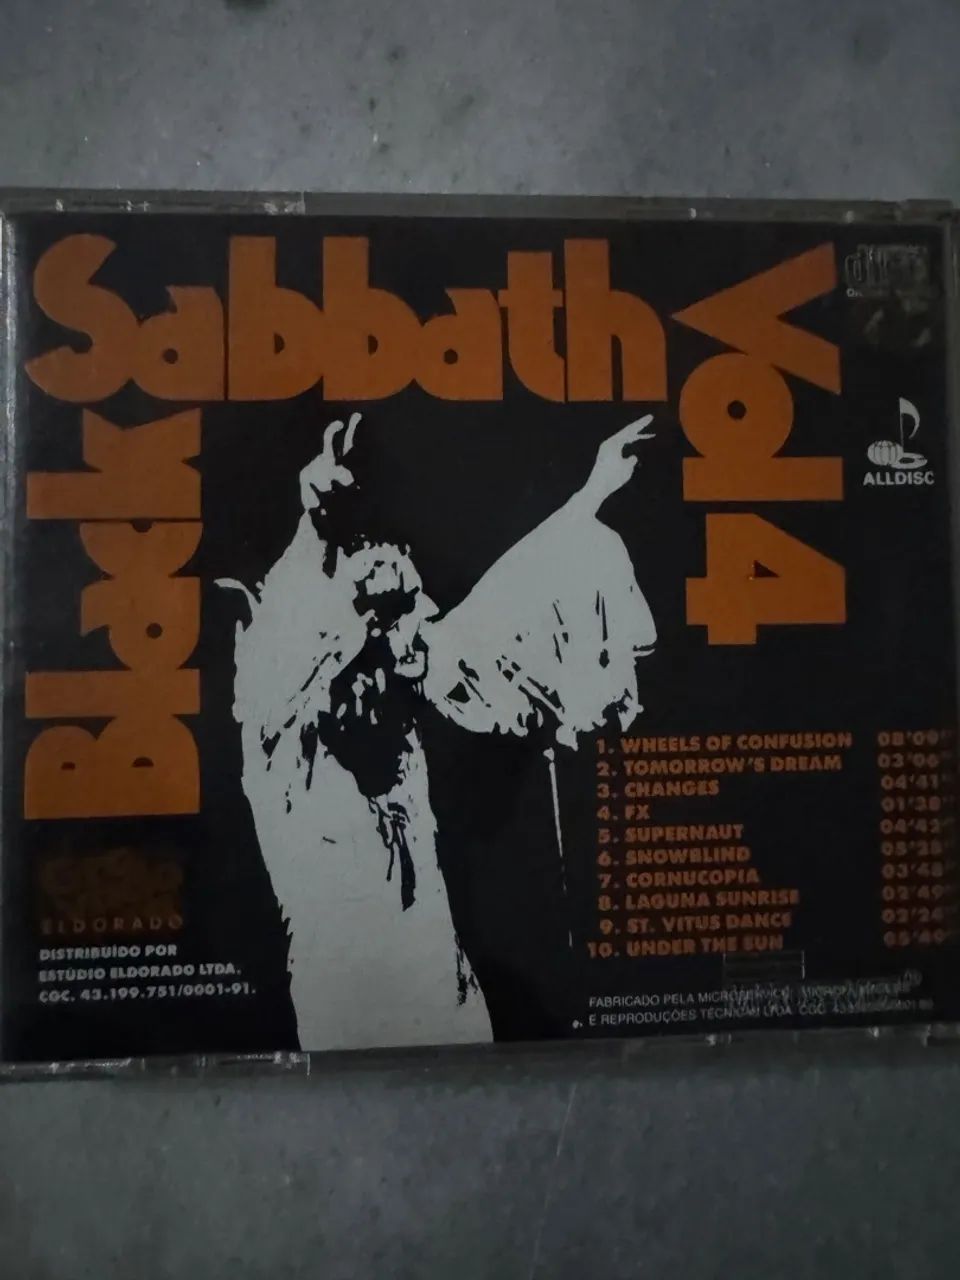 Black Sabbath Vol 4
ALLDISC
1. WHEELS OF CONFUSION 08'09"
2. TOMORROW'S DREAM 03'06"
3. CHANGES 04'41"
4. FX 01'38"
5. SUPERNAUT 04'42"
6. SNOWBLIND 05'28"
7. CORNUCOPIA 03'48"
8. LAGUNA SUNRISE 02'49"
9. ST. VITUS DANCE 02'24"
10. UNDER THE SUN 05'40"
ELDORADO
DISTRIBUÍDO POR
ESTÚDIO ELDORADO LTDA.
CGC. 43.199.751/0001-91.
FABRICADO PELA MICROSERVICE
E REPRODUÇÕES TÉCNICAS LTDA. CGC.